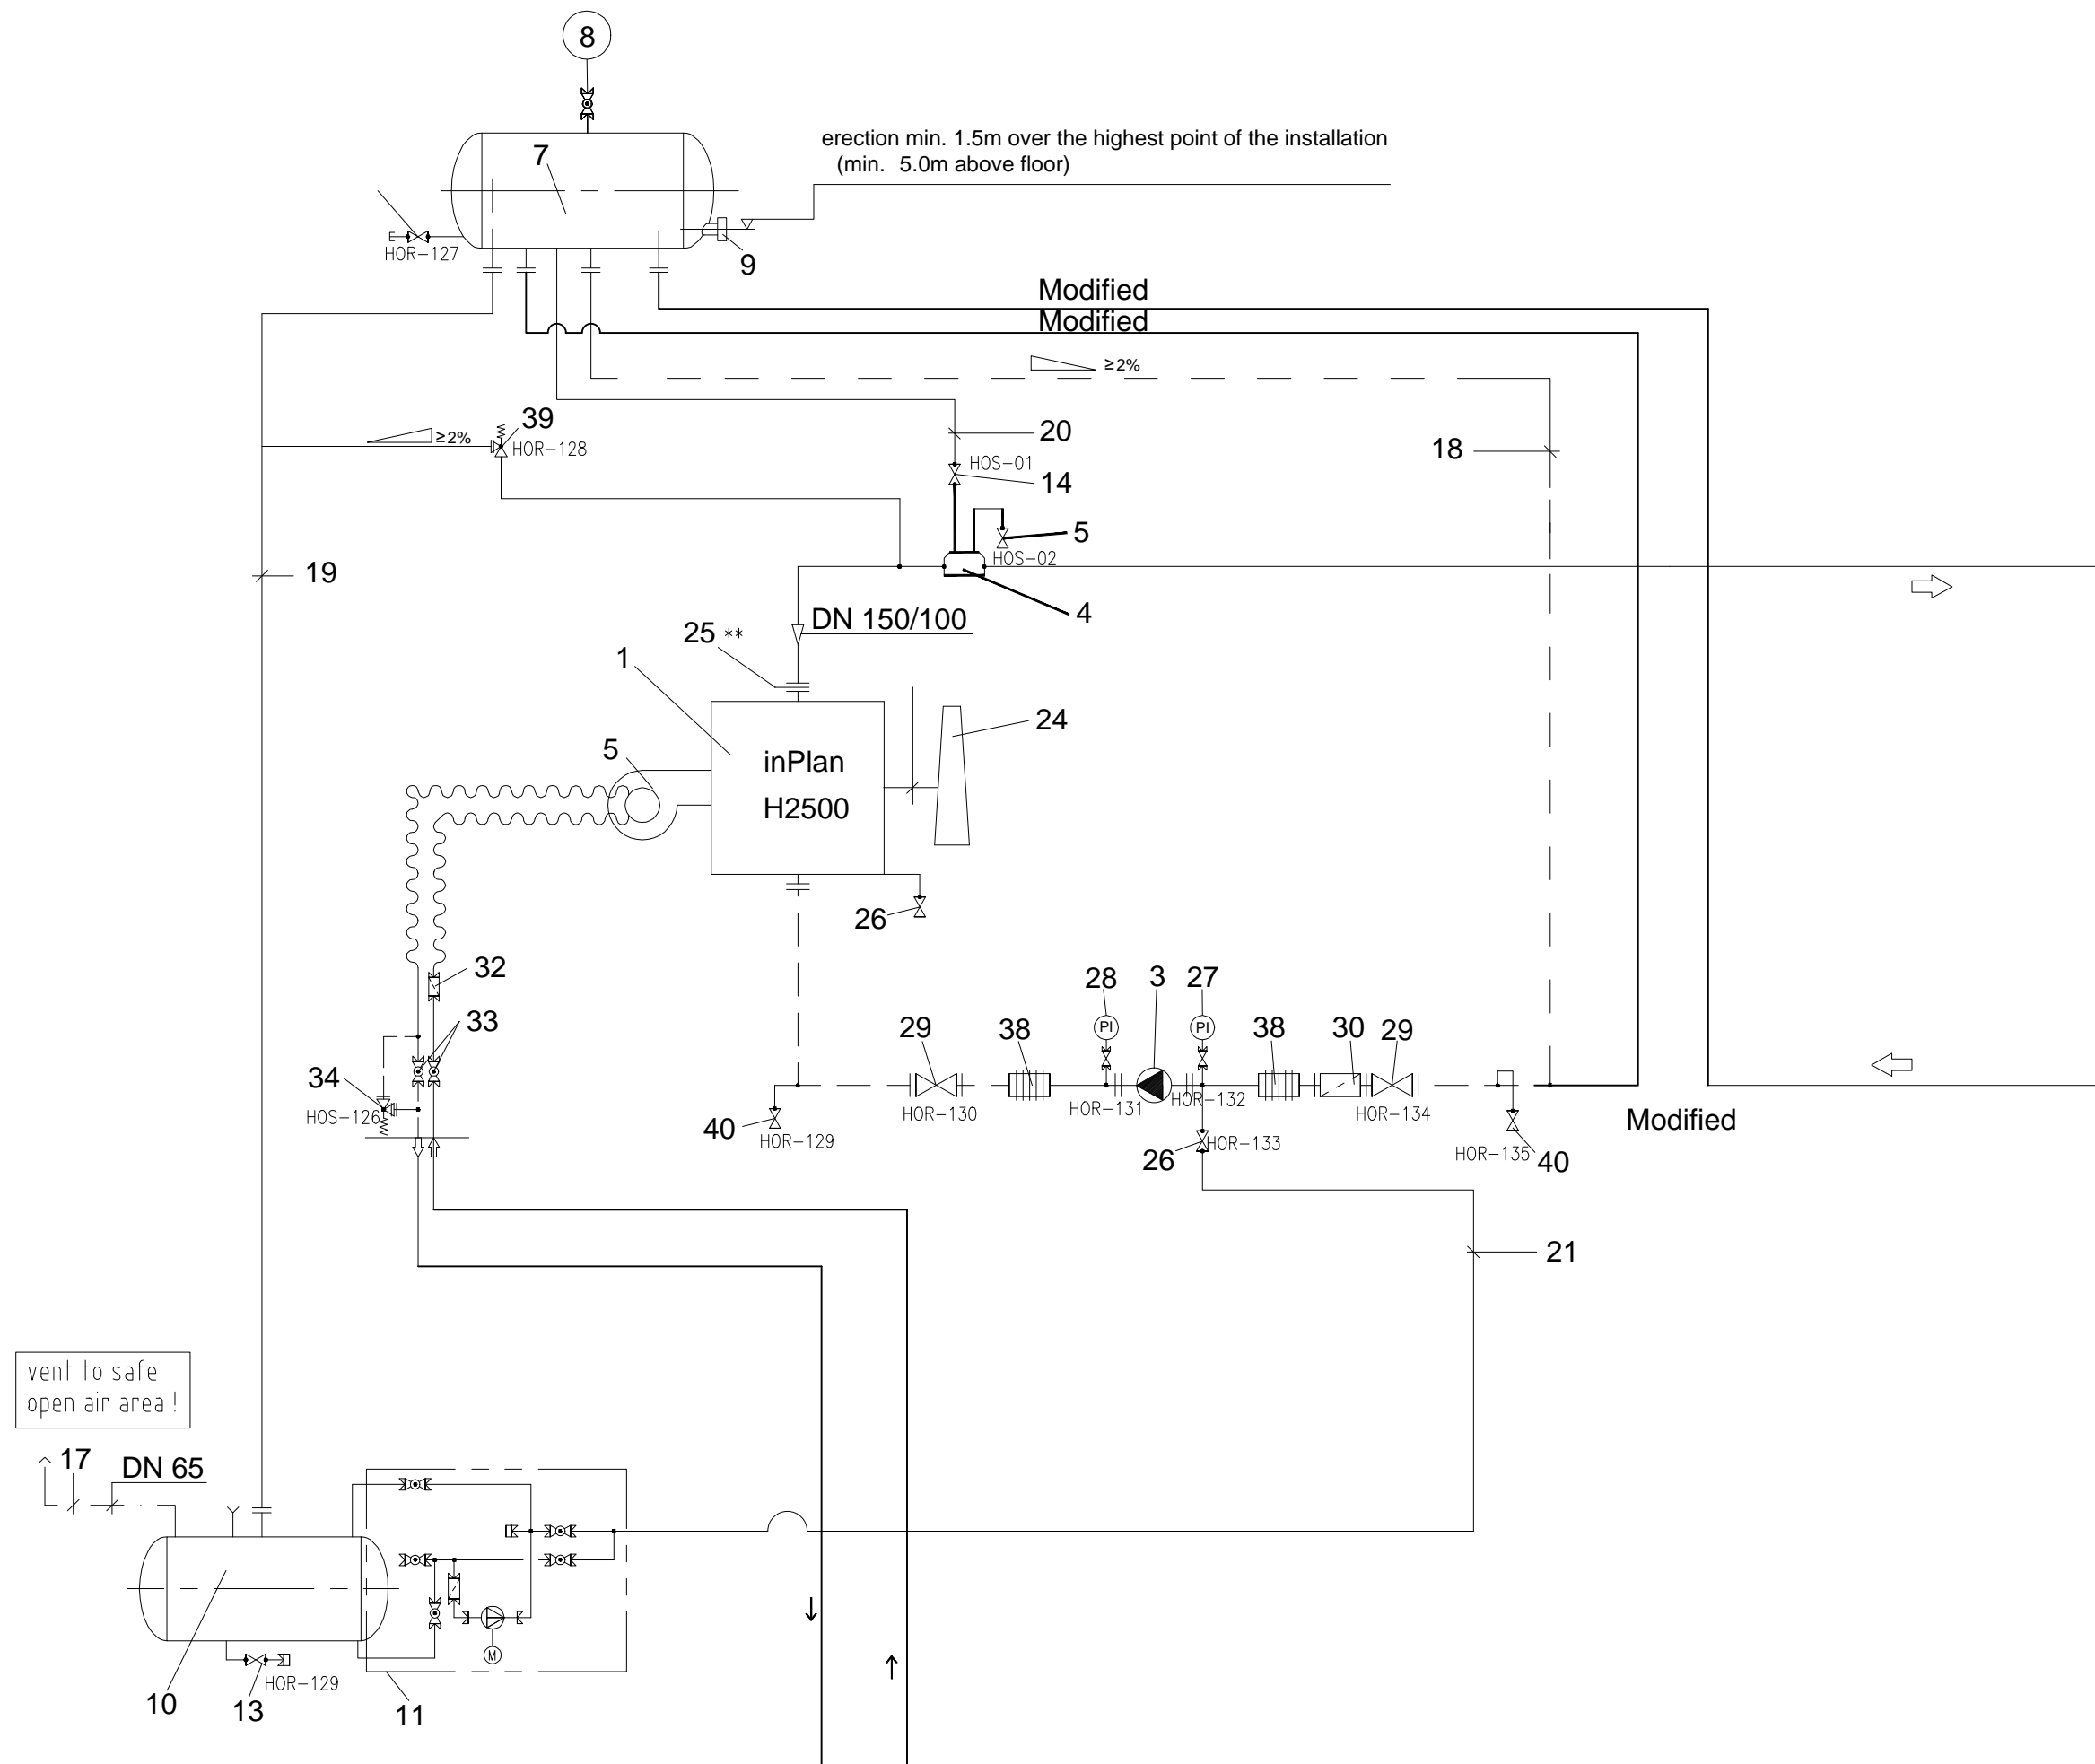 8
erection min. 1.5m over the highest point of the installation
(min. 5.0m above floor)
7
HOR-127
9
Modified
Modified
≥2%
39
≥2%
HOR-128
20
18
HOS-01
14
5
HOS-02
19
4
DN 150/100
25 **
1
24
5
inPlan
H2500
26
32
28
3
27
33
PI
PI
29
38
38
30
29
34
HOS-126
HOR-130
HOR-131
HOR-132
HOR-134
40
HOR-129
HOR-133
26
HOR-135
40
Modified
21
vent to safe
open air area !
17
DN 65
M
HOR-129
10
13
11